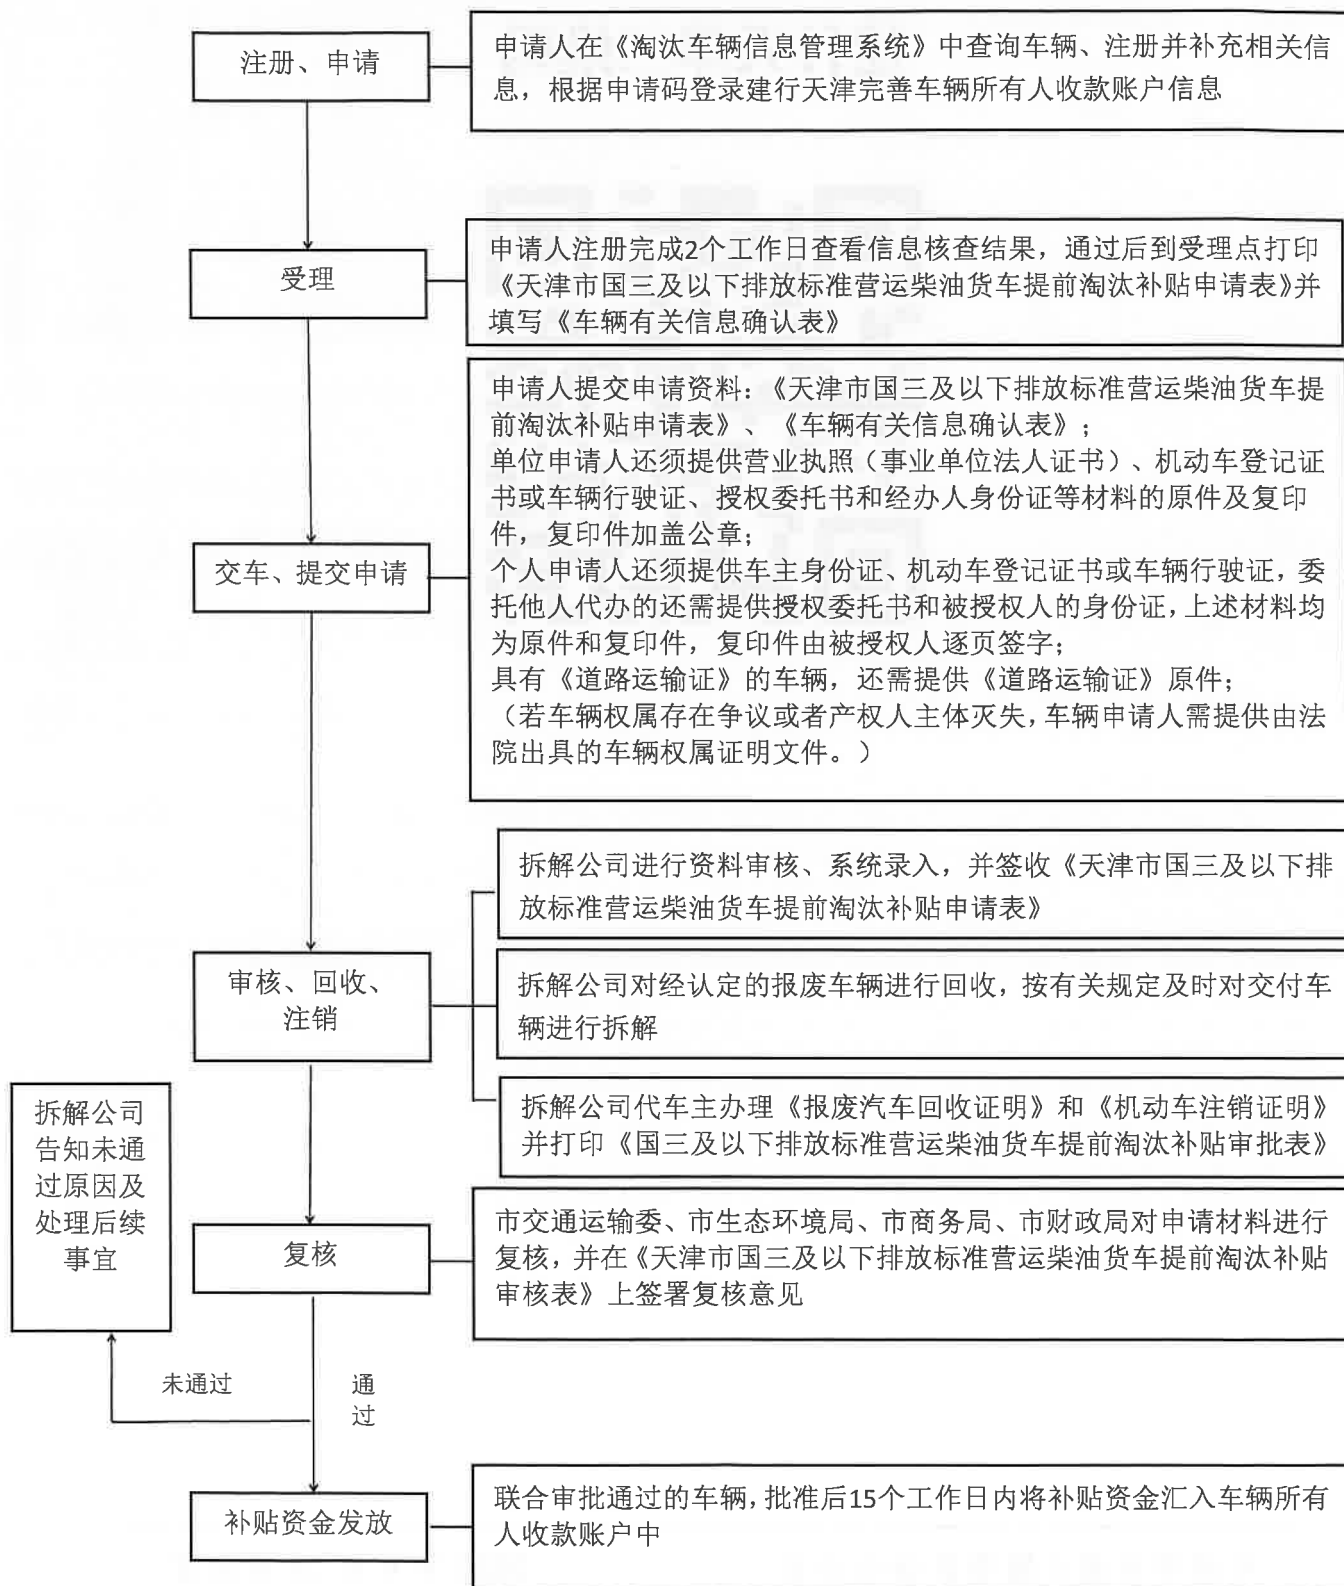 注册、申请
申请人在《淘汰车辆信息管理系统》中查询车辆、注册并补充相关信
息，根据申请码登录建行天津完善车辆所有人收款账户信息
受理
申请人注册完成2个工作日查看信息核查结果，通过后到受理点打印
《天津市国三及以下排放标准营运柴油货车提前淘汰补贴申请表》并
填写《车辆有关信息确认表》
交车、提交申请
申请人提交申请资料：《天津市国三及以下排放标准营运柴油货车提
前淘汰补贴申请表》、《车辆有关信息确认表》；
单位申请人还须提供营业执照（事业单位法人证书）、机动车登记证
书或车辆行驶证、授权委托书和经办人身份证等材料的原件及复印
件，复印件加盖公章；
个人申请人还须提供车主身份证、机动车登记证书或车辆行驶证，委
托他人代办的还需提供授权委托书和被授权人的身份证，上述材料均
为原件和复印件，复印件由被授权人逐页签字；
具有《道路运输证》的车辆，还需提供《道路运输证》原件；
（若车辆权属存在争议或者产权人主体灭失，车辆申请人需提供由法
院出具的车辆权属证明文件。）
审核、回收、
注销
拆解公司进行资料审核、系统录入，并签收《天津市国三及以下排
放标准营运柴油货车提前淘汰补贴申请表》
拆解公司对经认定的报废车辆进行回收，按有关规定及时对交付车
辆进行拆解
拆解公司代车主办理《报废汽车回收证明》和《机动车注销证明》
并打印《国三及以下排放标准营运柴油货车提前淘汰补贴审批表》
拆解公司
告知未通
过原因及
处理后续
事宜
复核
市交通运输委、市生态环境局、市商务局、市财政局对申请材料进行
复核，并在《天津市国三及以下排放标准营运柴油货车提前淘汰补贴
审核表》上签署复核意见
未通过
通
过
补贴资金发放
联合审批通过的车辆，批准后15个工作日内将补贴资金汇入车辆所有
人收款账户中